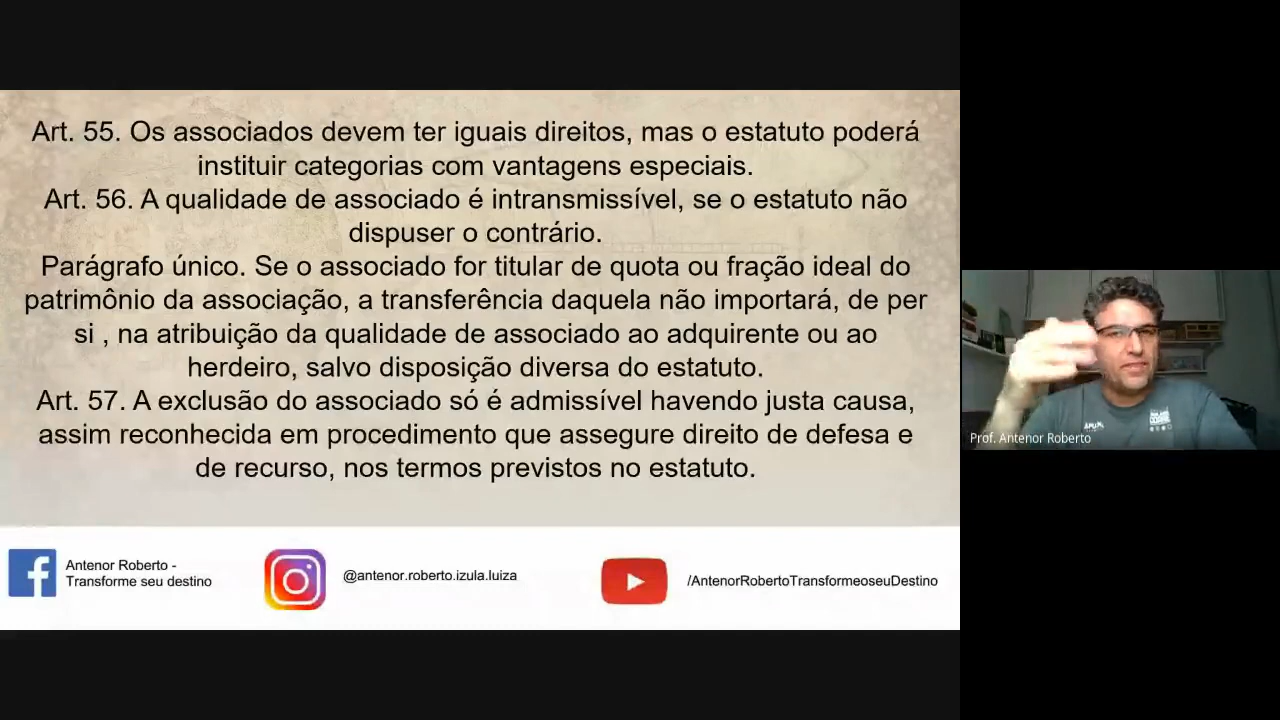 Art. 55. Os associados devem ter iguais direitos, mas o estatuto poderá
instituir categorias com vantagens especiais.
Art. 56. A qualidade de associado é intransmissível, se o estatuto não
dispuser o contrário.
Parágrafo único. Se o associado for titular de quota ou fração ideal do
patrimônio da associação, a transferência daquela não importará, de per
si , na atribuição da qualidade de associado ao adquirente ou ao
herdeiro, salvo disposição diversa do estatuto.
Art. 57. A exclusão do associado só é admissível havendo justa causa,
assim reconhecida em procedimento que assegure direito de defesa e
de recurso, nos termos previstos no estatuto.
Antenor Roberto -
Transforme seu destino
@antenor.roberto.izula.luiza
/AntenorRobertoTransformeoseuDestino
Prof. Antenor Roberto